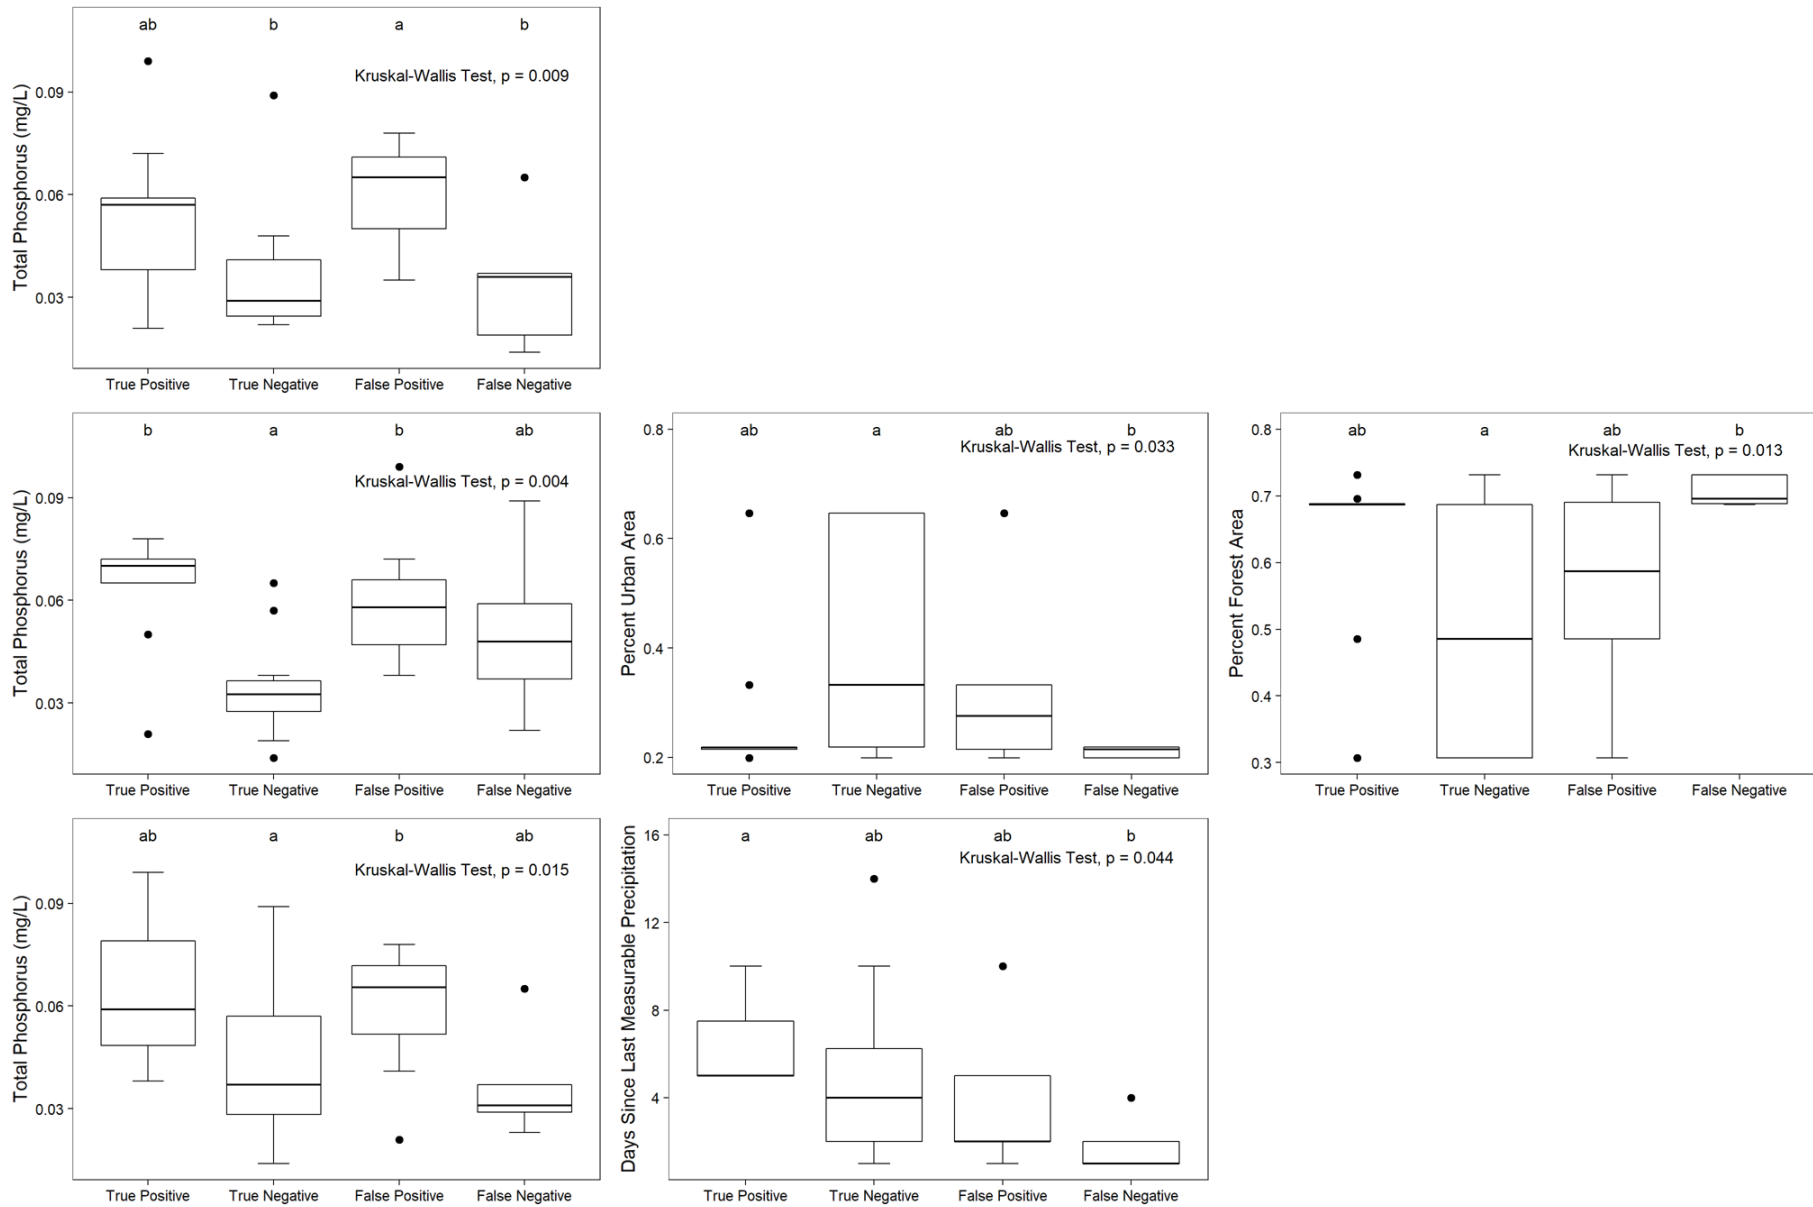 ab b a b
Kruskal-Wallis Test, p = 0.009
Total Phosphorus (mg/L)
0.09
0.06
0.03
True Positive True Negative False Positive False Negative
b a b ab
Kruskal-Wallis Test, p = 0.004
Total Phosphorus (mg/L)
0.09
0.06
0.03
True Positive True Negative False Positive False Negative
ab a ab b
Kruskal-Wallis Test, p = 0.033
Percent Urban Area
0.8
0.6
0.4
0.2
True Positive True Negative False Positive False Negative
ab a ab b
Kruskal-Wallis Test, p = 0.013
Percent Forest Area
0.8
0.7
0.6
0.5
0.4
0.3
True Positive True Negative False Positive False Negative
ab a b ab
Kruskal-Wallis Test, p = 0.015
Total Phosphorus (mg/L)
0.09
0.06
0.03
True Positive True Negative False Positive False Negative
a ab ab b
Kruskal-Wallis Test, p = 0.044
Days Since Last Measurable Precipitation
16
12
8
4
True Positive True Negative False Positive False Negative